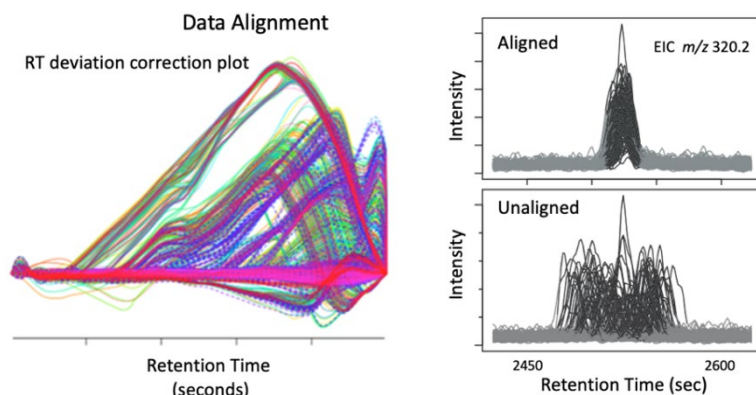 Data Alignment
RT deviation correction plot
Retention Time
(seconds)
Aligned
EIC m/z 320.2
Intensity
Unaligned
Intensity
2450
2600
Retention Time (sec)